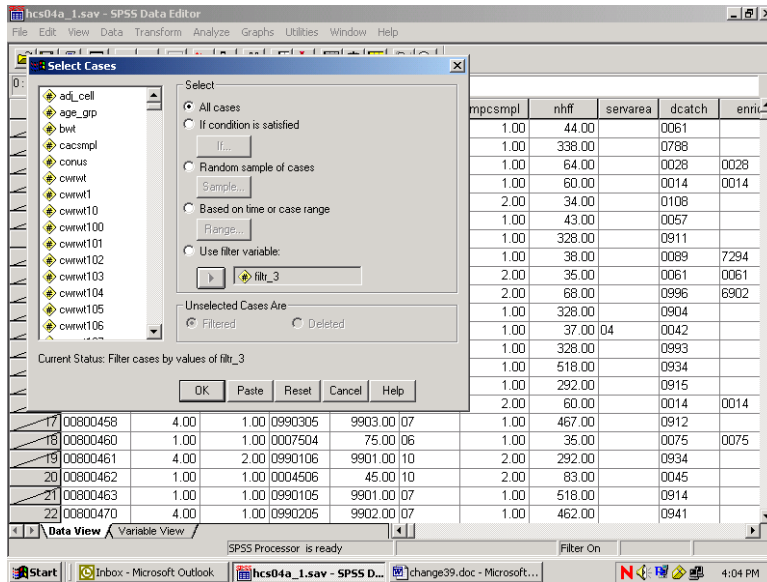 hcs04a_1.sav - SPSS Data Editor
File Edit View Data Transform Analyze Graphs Utilities Window Help
Select Cases
0:
adj_cell
age_grp
bwt
cacsmpl
conus
cwrwt
cwrwt1
cwrwt10
cwrwt100
cwrwt101
cwrwt102
cwrwt103
cwrwt104
cwrwt105
cwrwt106
Select
All cases
If condition is satisfied
If...
Random sample of cases
Sample...
Based on time or case range
Range...
Use filter variable:
filtr_3
Unselected Cases Are
Filtered Deleted
Current Status: Filter cases by values of filtr_3
OK Paste Reset Cancel Help
mpcsmpl nhff servarea dcatch enric
1.00 44.00 0061
1.00 338.00 0788
1.00 64.00 0028 0028
1.00 60.00 0014 0014
2.00 34.00 0108
1.00 43.00 0057
1.00 328.00 0911
1.00 38.00 0089 7294
2.00 35.00 0061 0061
2.00 68.00 0996 6902
1.00 328.00 0904
1.00 37.00 04 0042
1.00 328.00 0993
1.00 518.00 0934
1.00 292.00 0915
2.00 60.00 0014 0014
17 00800458 4.00 1.00 0990305 9903.00 07 1.00 467.00 0912
18 00800460 1.00 1.00 0007504 75.00 06 1.00 35.00 0075 0075
19 00800461 4.00 2.00 0990106 9901.00 10 2.00 292.00 0934
20 00800462 1.00 1.00 0004506 45.00 10 2.00 83.00 0045
21 00800463 1.00 1.00 0990105 9901.00 07 1.00 518.00 0914
22 00800470 4.00 1.00 0990205 9902.00 07 1.00 462.00 0941
Data View Variable View
SPSS Processor is ready Filter On
Start Inbox - Microsoft Outlook hcs04a_1.sav - SPSS D... change39.doc - Microsoft... N 4:04 PM